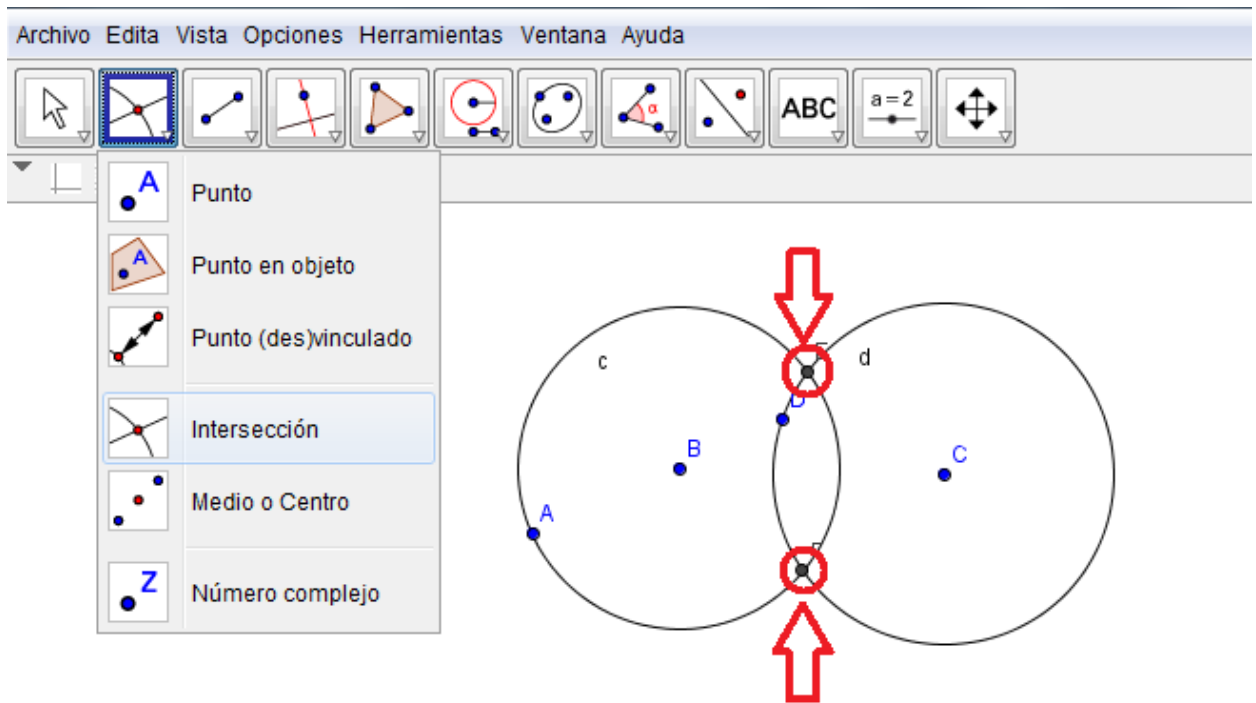 Archivo Edita Vista Opciones Herramientas Ventana Ayuda
α
ABC
a=2
A
Punto
A
Punto en objeto
Punto (des)vinculado
Intersección
Medio o Centro
Z
Número complejo
c
d
D
B
C
A